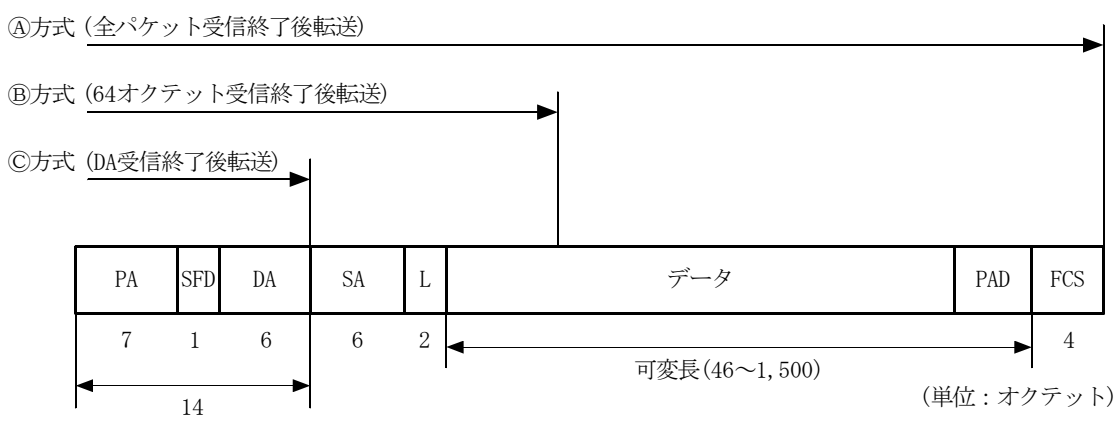 Ⓐ方式 (全パケット受信終了後転送)
Ⓑ方式 (64オクテット受信終了後転送)
Ⓒ方式 (DA受信終了後転送)
PA SFD DA SA L データ PAD FCS
7 1 6 6 2 4
可変長(46～1,500)
(単位：オクテット)
14